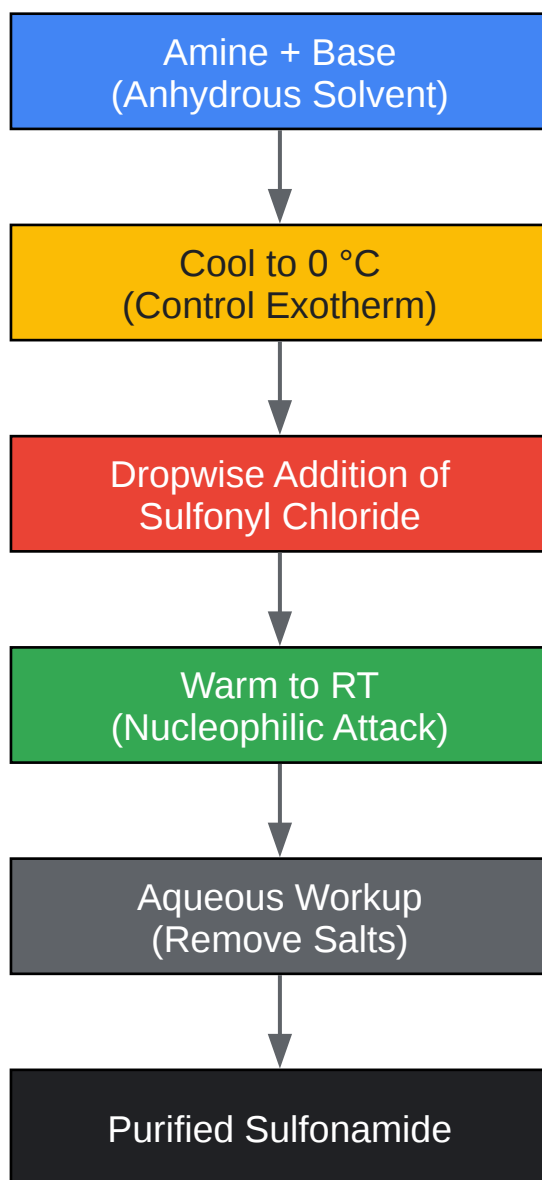 Amine + Base
(Anhydrous Solvent)
Cool to 0 °C
(Control Exotherm)
Dropwise Addition of
Sulfonyl Chloride
Warm to RT
(Nucleophilic Attack)
Aqueous Workup
(Remove Salts)
Purified Sulfonamide